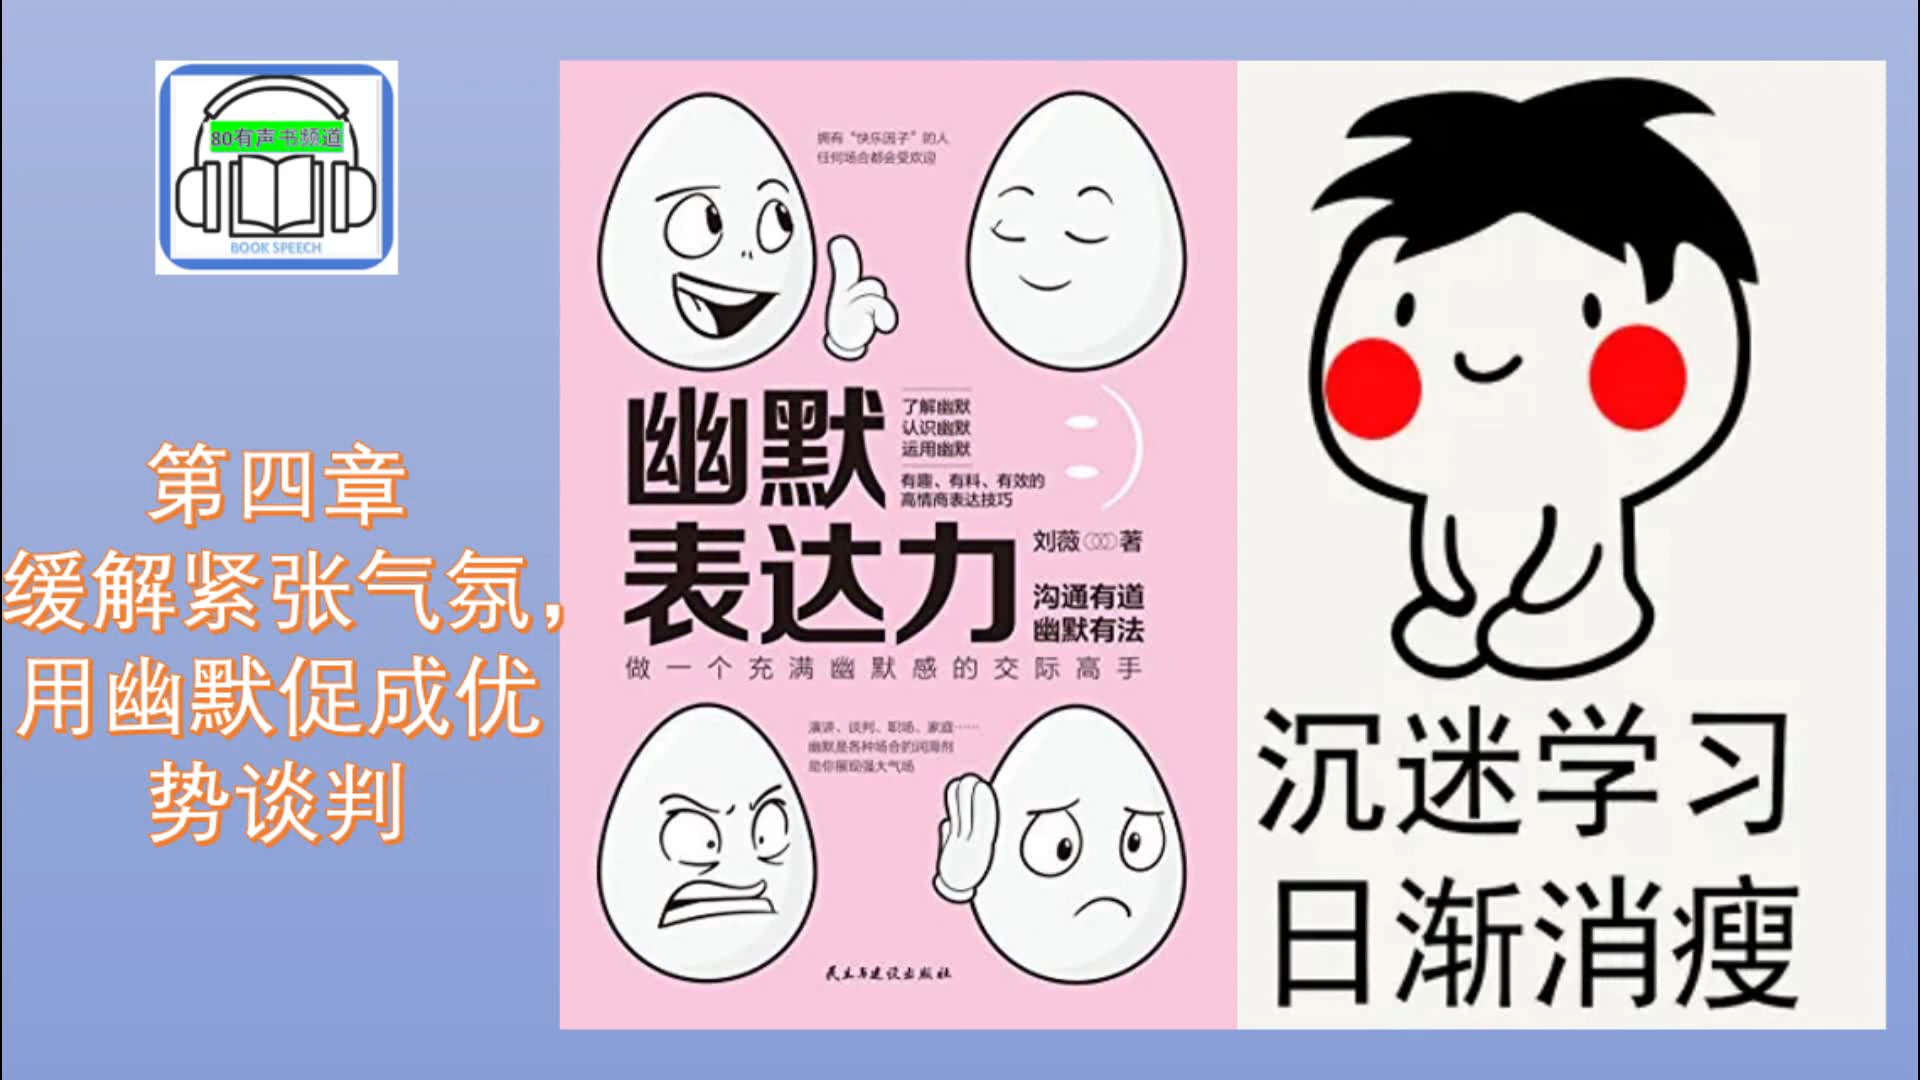 80有声书频道
BOOK SPEECH
第四章
缓解紧张气氛，
用幽默促成优
势谈判
拥有“快乐因子”的人
任何场合都会受欢迎
幽默
了解幽默
认识幽默
运用幽默
有趣、有料、有效的
高情商表达技巧
表达力
刘薇 著
沟通有道
幽默有法
做一个充满幽默感的交际高手
演讲、谈判、职场、家庭……
幽默是各种场合的润滑剂
助你展现强大气场
民主与建设出版社
沉迷学习
日渐消瘦